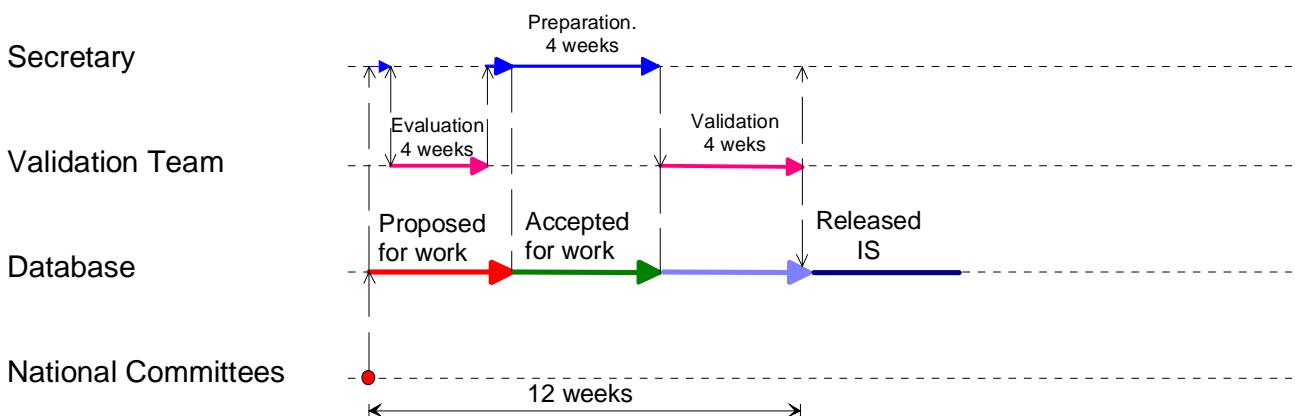 Preparation.
4 weeks
Secretary
Evaluation
4 weeks
Validation
4 weks
Validation Team
Proposed
for work
Accepted
for work
Released
IS
Database
National Committees
12 weeks